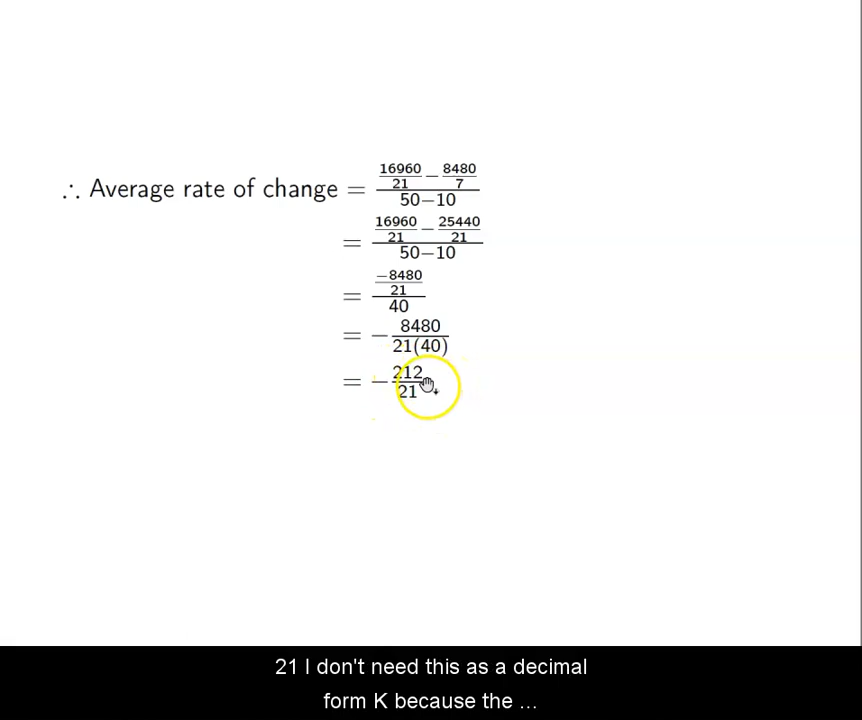 ∴ Average rate of change = (16960/21 − 8480/7)/(50−10)
= (16960/21 − 25440/21)/(50−10)
= (−8480/21)/40
= −8480/21(40)
= −212/21
21 I don't need this as a decimal
form K because the ...